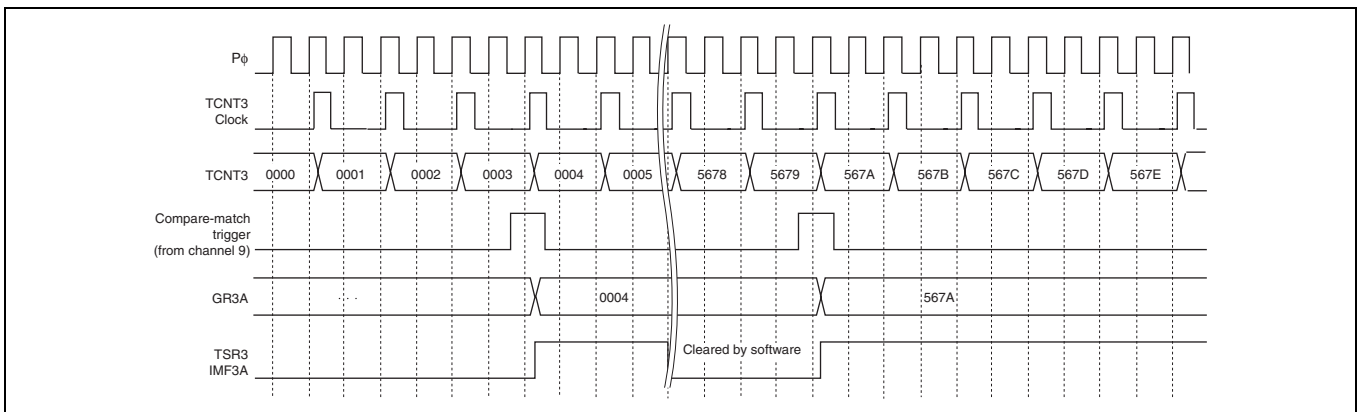 Pϕ
TCNT3
Clock
TCNT3
0000 0001 0002 0003 0004 0005 5678 5679 567A 567B 567C 567D 567E
Compare-match
trigger
(from channel 9)
GR3A
.... 0004 567A
TSR3
IMF3A
Cleared by software